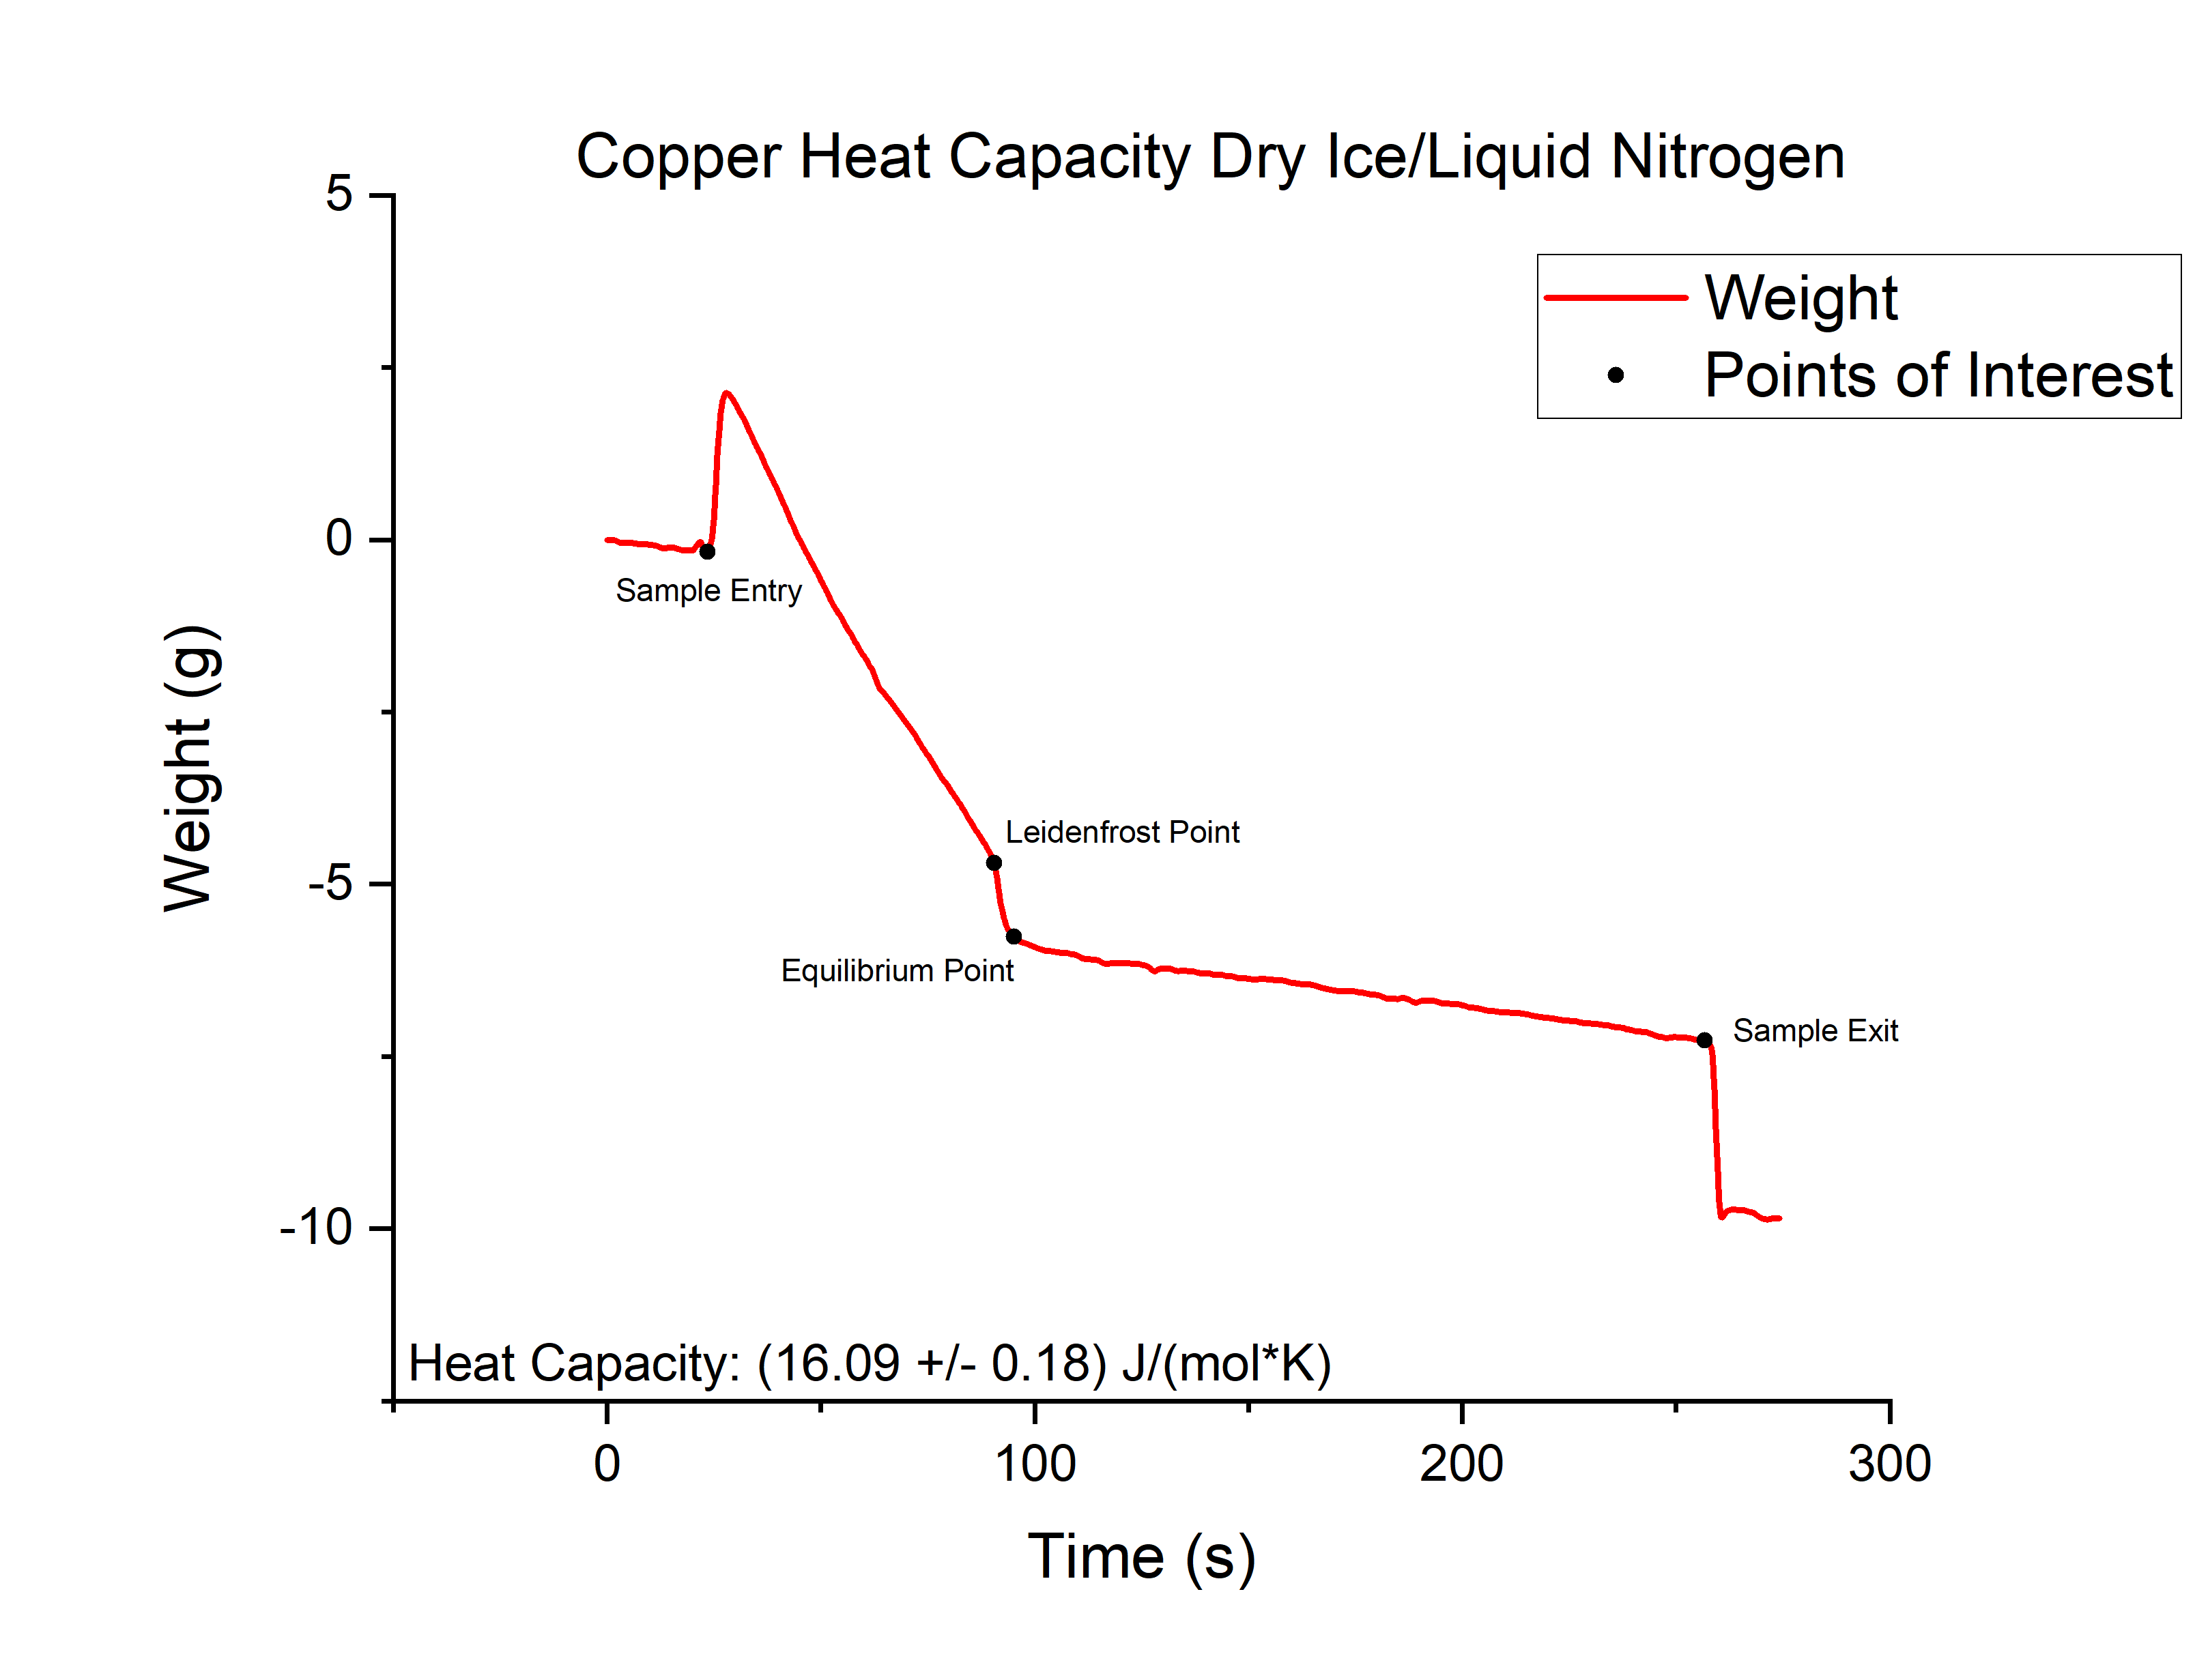 Copper Heat Capacity Dry Ice/Liquid Nitrogen
5
Weight
Points of Interest
0
Sample Entry
Weight (g)
Leidenfrost Point
-5
Equilibrium Point
Sample Exit
-10
Heat Capacity: (16.09 +/- 0.18) J/(mol*K)
0 100 200 300
Time (s)